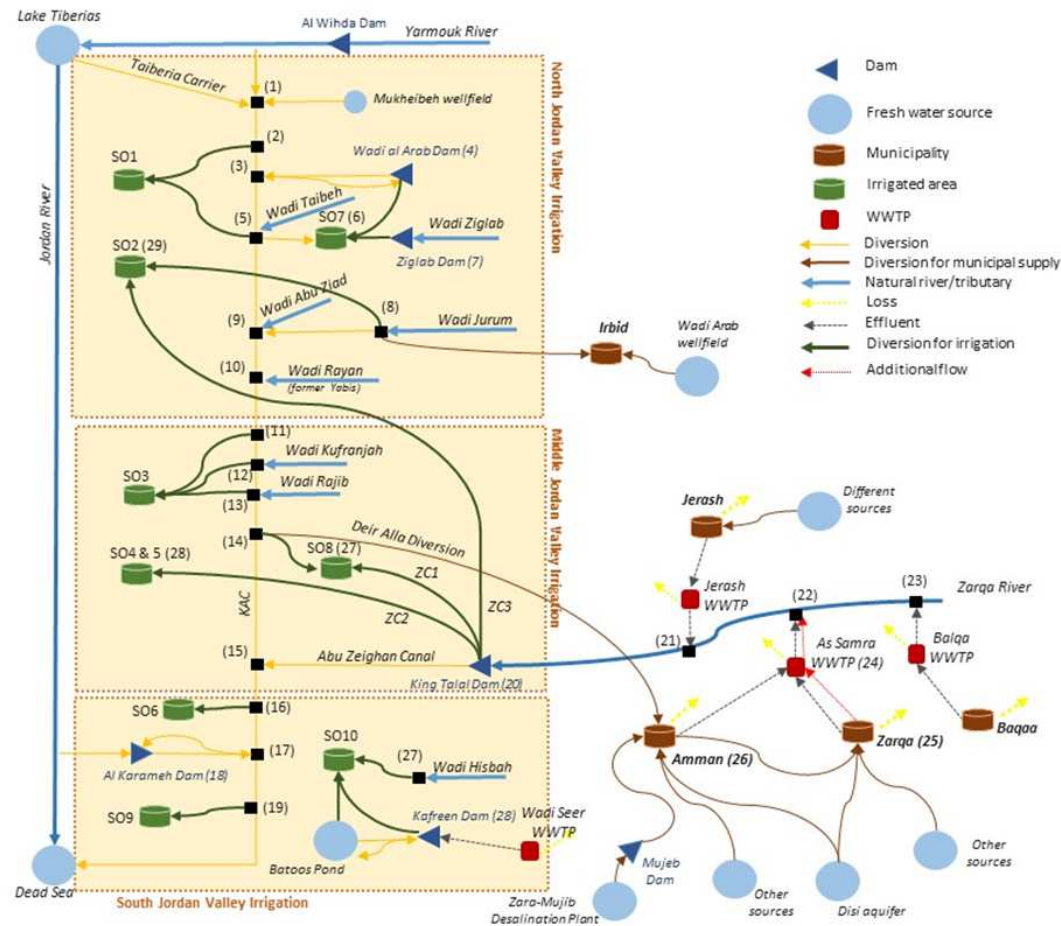 Lake Tiberias
Al Wihda Dam
Yarmouk River
Taiberia Carrier
(1)
Mukheibeh wellfield
North Jordan Valley Irrigation
(2)
SO1
(3)
Wadi al Arab Dam (4)
Wadi Taibeh
(5)
SO7 (6)
Wadi Ziglab
Ziglab Dam (7)
SO2 (29)
Wadi Abu Ziad
(8)
(9)
Wadi Jurum
Irbid
Wadi Arab
wellfield
(10)
Wadi Rayan
(former Yabis)
Jordan River
Dam
Fresh water source
Municipality
Irrigated area
WWTP
Diversion
Diversion for municipal supply
Natural river/tributary
Loss
Effluent
Diversion for irrigation
Additionalflow
Middle Jordan Valley Irrigation
(11)
Wadi Kufranjah
(12)
SO3
Wadi Rajib
(13)
(14)
Deir Alla Diversion
SO4 & 5 (28)
SO8 (27)
ZC1
ZC2
ZC3
KAC
(15)
Abu Zeighan Canal
King Talal Dam (20)
Jerash
Different
sources
Jerash
WWTP
(21)
(22)
(23)
Zarqa River
As Samra
WWTP (24)
Balqa
WWTP
Amman (26)
Zarqa (25)
Baqaa
SO6
(16)
(17)
Al Karameh Dam (18)
SO9
(19)
SO10
(27)
Wadi Hisbah
Kafreen Dam (28)
Wadi Seer
WWTP
Batoos Pond
Dead Sea
South Jordan Valley Irrigation
Mujeb
Dam
Zara-Mujib
Desalination Plant
Other
sources
Disi aquifer
Other
sources